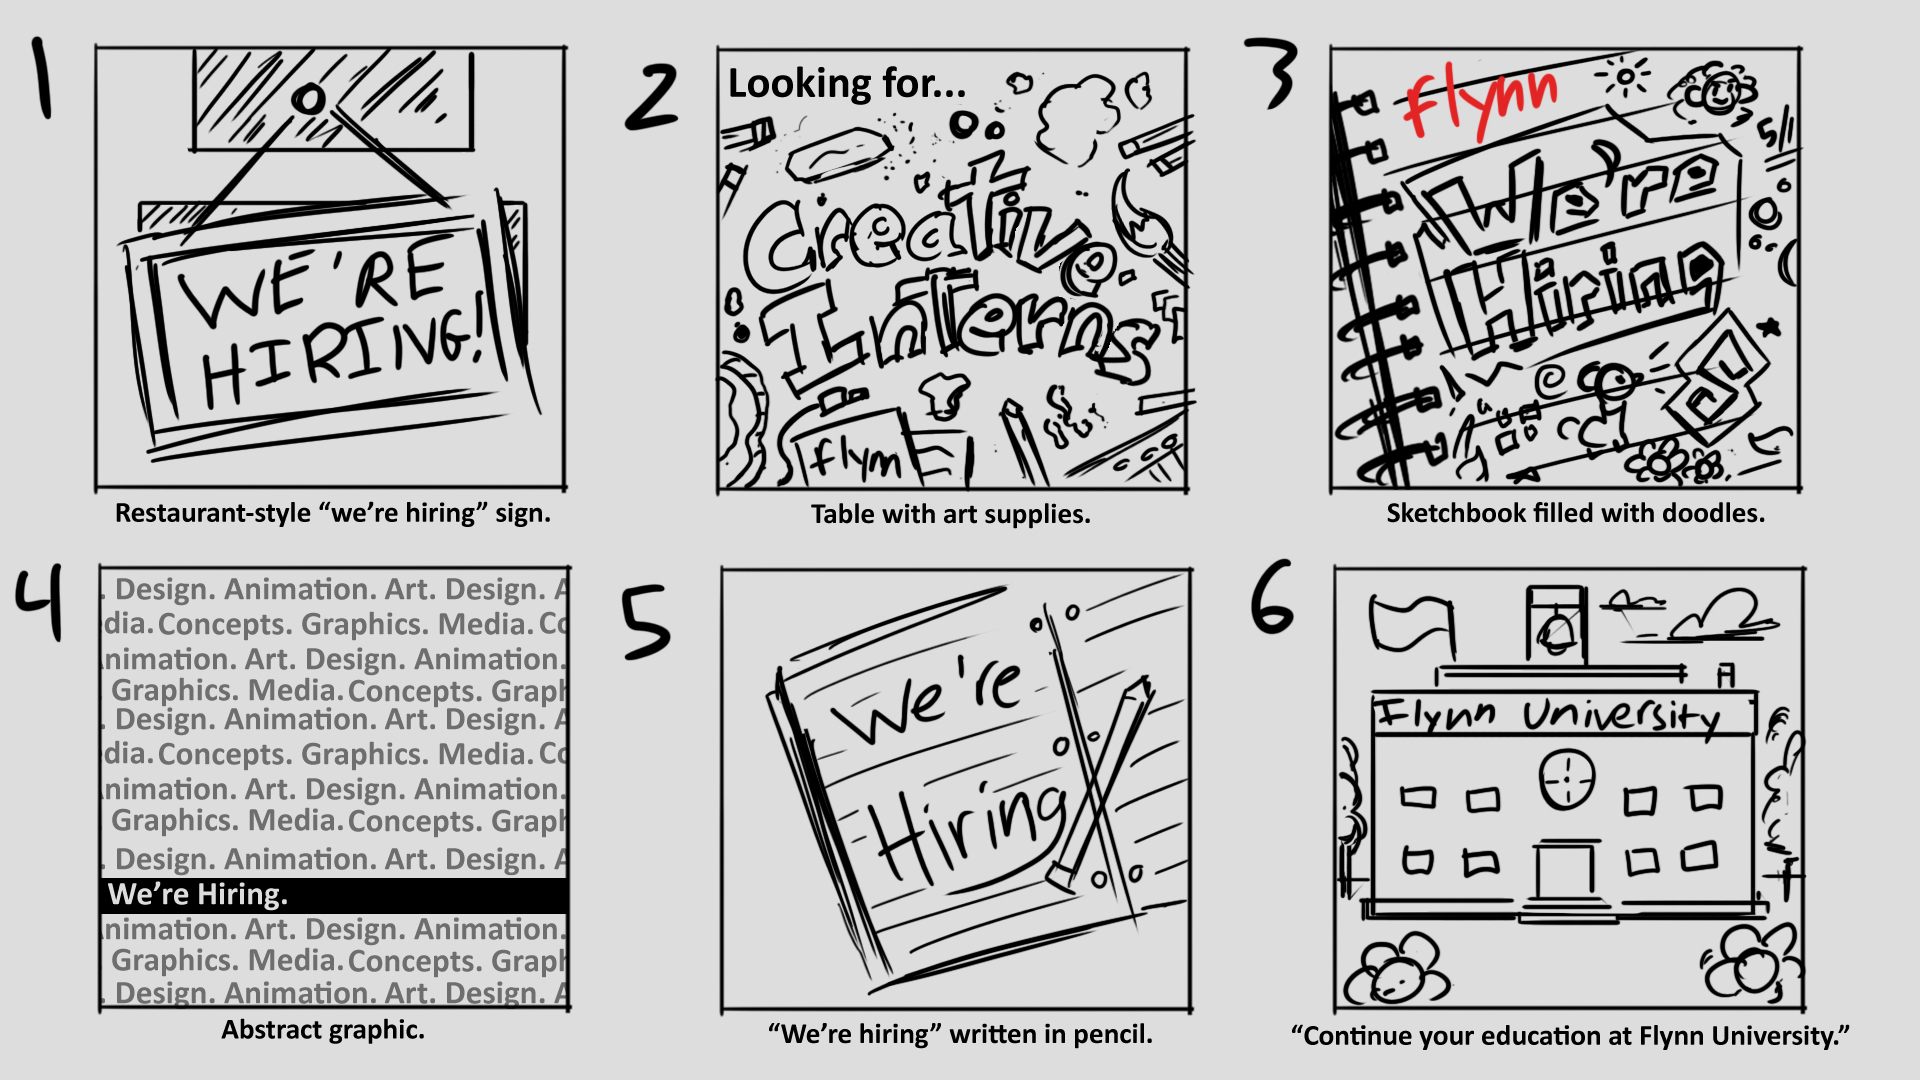 1
WE'RE
HIRING!
Restaurant-style “we’re hiring” sign.
2
Looking for...
Creative
Interns
flynn
Table with art supplies.
3
flynn
We're
Hiring
Sketchbook filled with doodles.
4
. Design. Animation. Art. Design. A
dia. Concepts. Graphics. Media. Co
nimation. Art. Design. Animation.
Graphics. Media. Concepts. Graph
. Design. Animation. Art. Design. A
dia. Concepts. Graphics. Media. Co
nimation. Art. Design. Animation.
Graphics. Media. Concepts. Graph
. Design. Animation. Art. Design. A
We’re Hiring.
nimation. Art. Design. Animation.
Graphics. Media. Concepts. Graph
. Design. Animation. Art. Design. A
Abstract graphic.
5
We're
Hiring
“We’re hiring” written in pencil.
6
Flynn University
“Continue your education at Flynn University.”